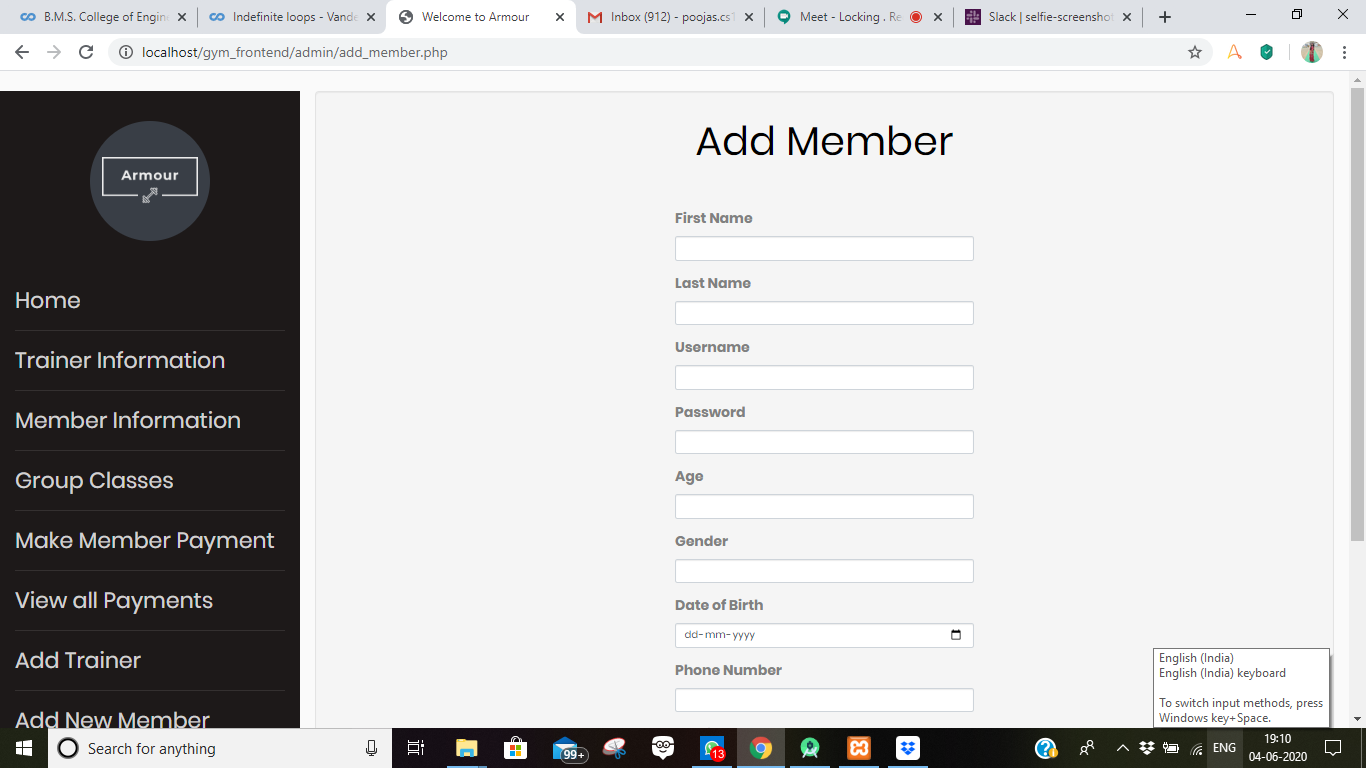 B.M.S. College of Engine
Indefinite loops - Vande
Welcome to Armour
Inbox (912) - poojas.cs1
Meet - Locking . Re
Slack | selfie-screenshot
localhost/gym_frontend/admin/add_member.php
Armour
Home
Trainer Information
Member Information
Group Classes
Make Member Payment
View all Payments
Add Trainer
Add New Member
Add Member
First Name
Last Name
Username
Password
Age
Gender
Date of Birth
dd-mm-yyyy
Phone Number
English (India)
English (India) keyboard
To switch input methods, press
Windows key+Space.
Search for anything
99+
13
ENG
19:10
04-06-2020